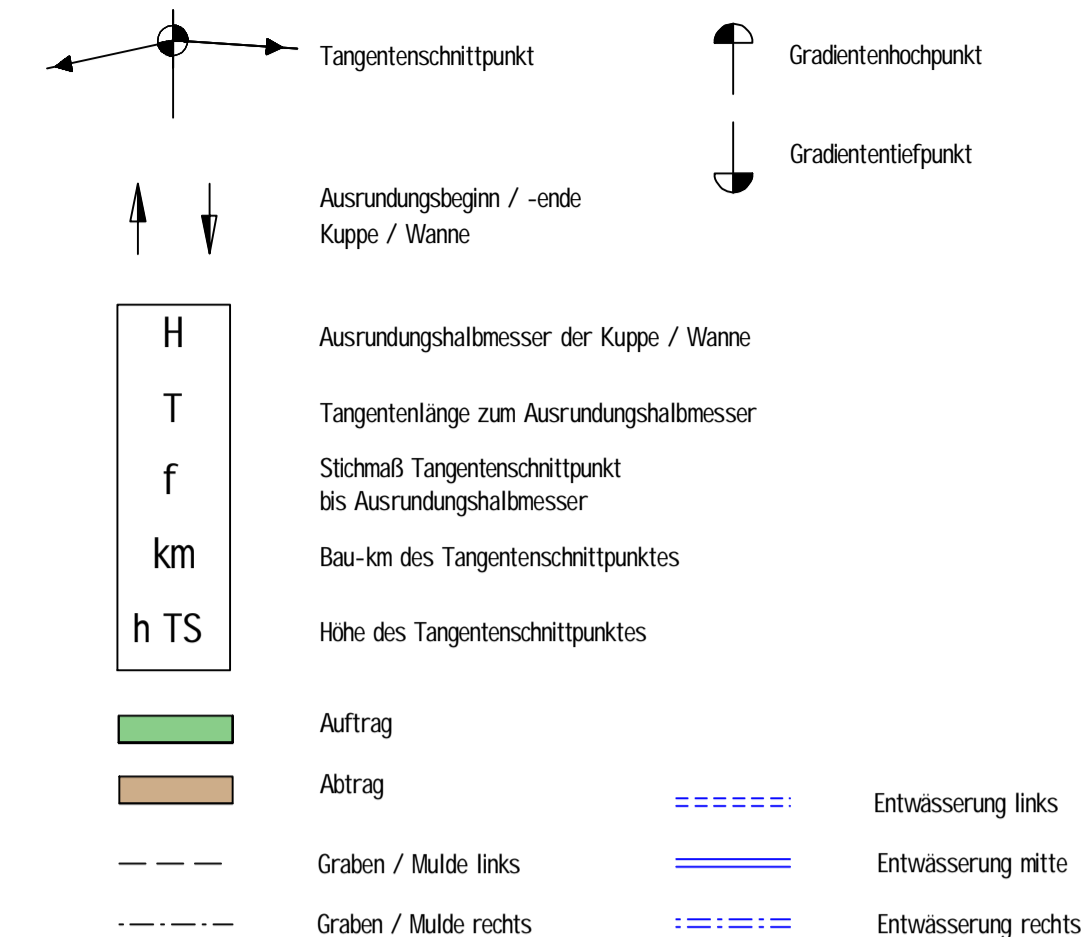 Tangentenschnittpunkt
Gradientenhochpunkt
Gradiententiefpunkt
Ausrundungsbeginn / -ende
Kuppe / Wanne
H
Ausrundungshalbmesser der Kuppe / Wanne
T
Tangentenlänge zum Ausrundungshalbmesser
f
Stichmaß Tangentenschnittpunkt
bis Ausrundungshalbmesser
km
Bau-km des Tangentenschnittpunktes
h TS
Höhe des Tangentenschnittpunktes
Auftrag
Abtrag
Entwässerung links
Graben / Mulde links
Entwässerung mitte
Graben / Mulde rechts
Entwässerung rechts